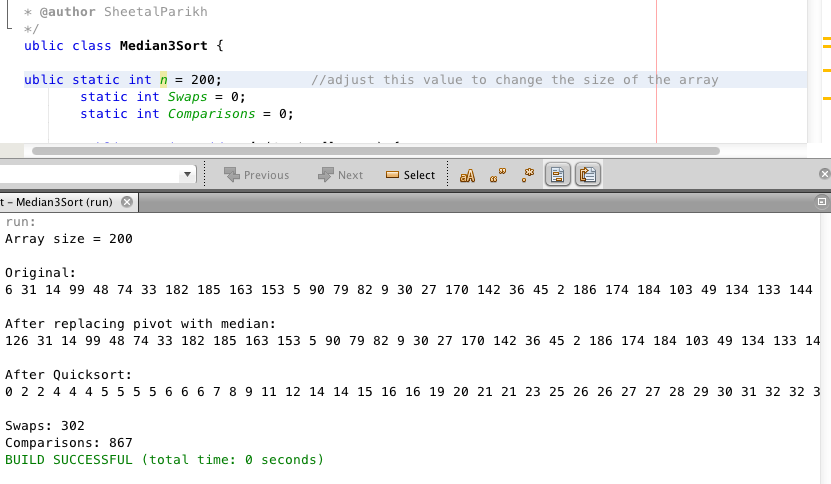 * @author SheetalParikh
*/
ublic class Median3Sort {
ublic static int n = 200; //adjust this value to change the size of the array
static int Swaps = 0;
static int Comparisons = 0;
Previous Next Select
t – Median3Sort (run)
run:
Array size = 200
Original:
6 31 14 99 48 74 33 182 185 163 153 5 90 79 82 9 30 27 170 142 36 45 2 186 174 184 103 49 134 133 144
After replacing pivot with median:
126 31 14 99 48 74 33 182 185 163 153 5 90 79 82 9 30 27 170 142 36 45 2 186 174 184 103 49 134 133 14
After Quicksort:
0 2 2 4 4 4 5 5 5 5 6 6 6 7 8 9 11 12 14 14 15 16 16 19 20 21 21 23 25 26 26 27 27 28 29 30 31 32 32 3
Swaps: 302
Comparisons: 867
BUILD SUCCESSFUL (total time: 0 seconds)